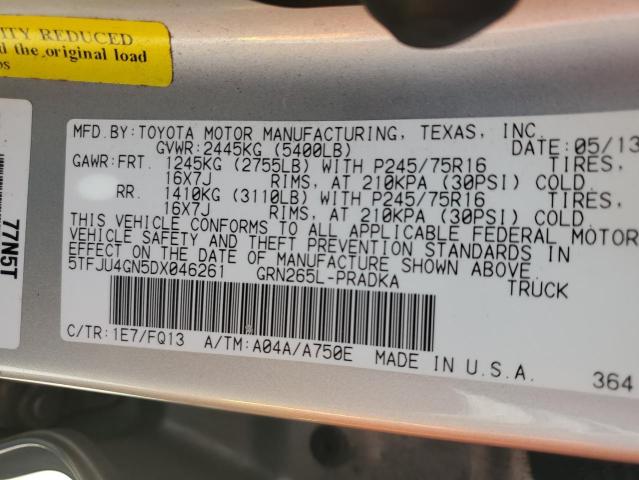 ITY REDUCED
d the original load
os
77N5T
MFD.BY:TOYOTA MOTOR MANUFACTURING, TEXAS, INC.
GVWR:2445KG (5400LB) DATE:05/13
GAWR:FRT. 1245KG (2755LB) WITH P245/75R16 TIRES,
16X7J RIMS, AT 210KPA (30PSI) COLD.
RR. 1410KG (3110LB) WITH P245/75R16 TIRES,
16X7J RIMS, AT 210KPA (30PSI) COLD.
THIS VEHICLE CONFORMS TO ALL APPLICABLE FEDERAL MOTOR
VEHICLE SAFETY AND THEFT PREVENTION STANDARDS IN
EFFECT ON THE DATE OF MANUFACTURE SHOWN ABOVE.
5TFJU4GN5DX046261 GRN265L-PRADKA TRUCK
C/TR:1E7/FQ13 A/TM:A04A/A750E MADE IN U.S.A.
364